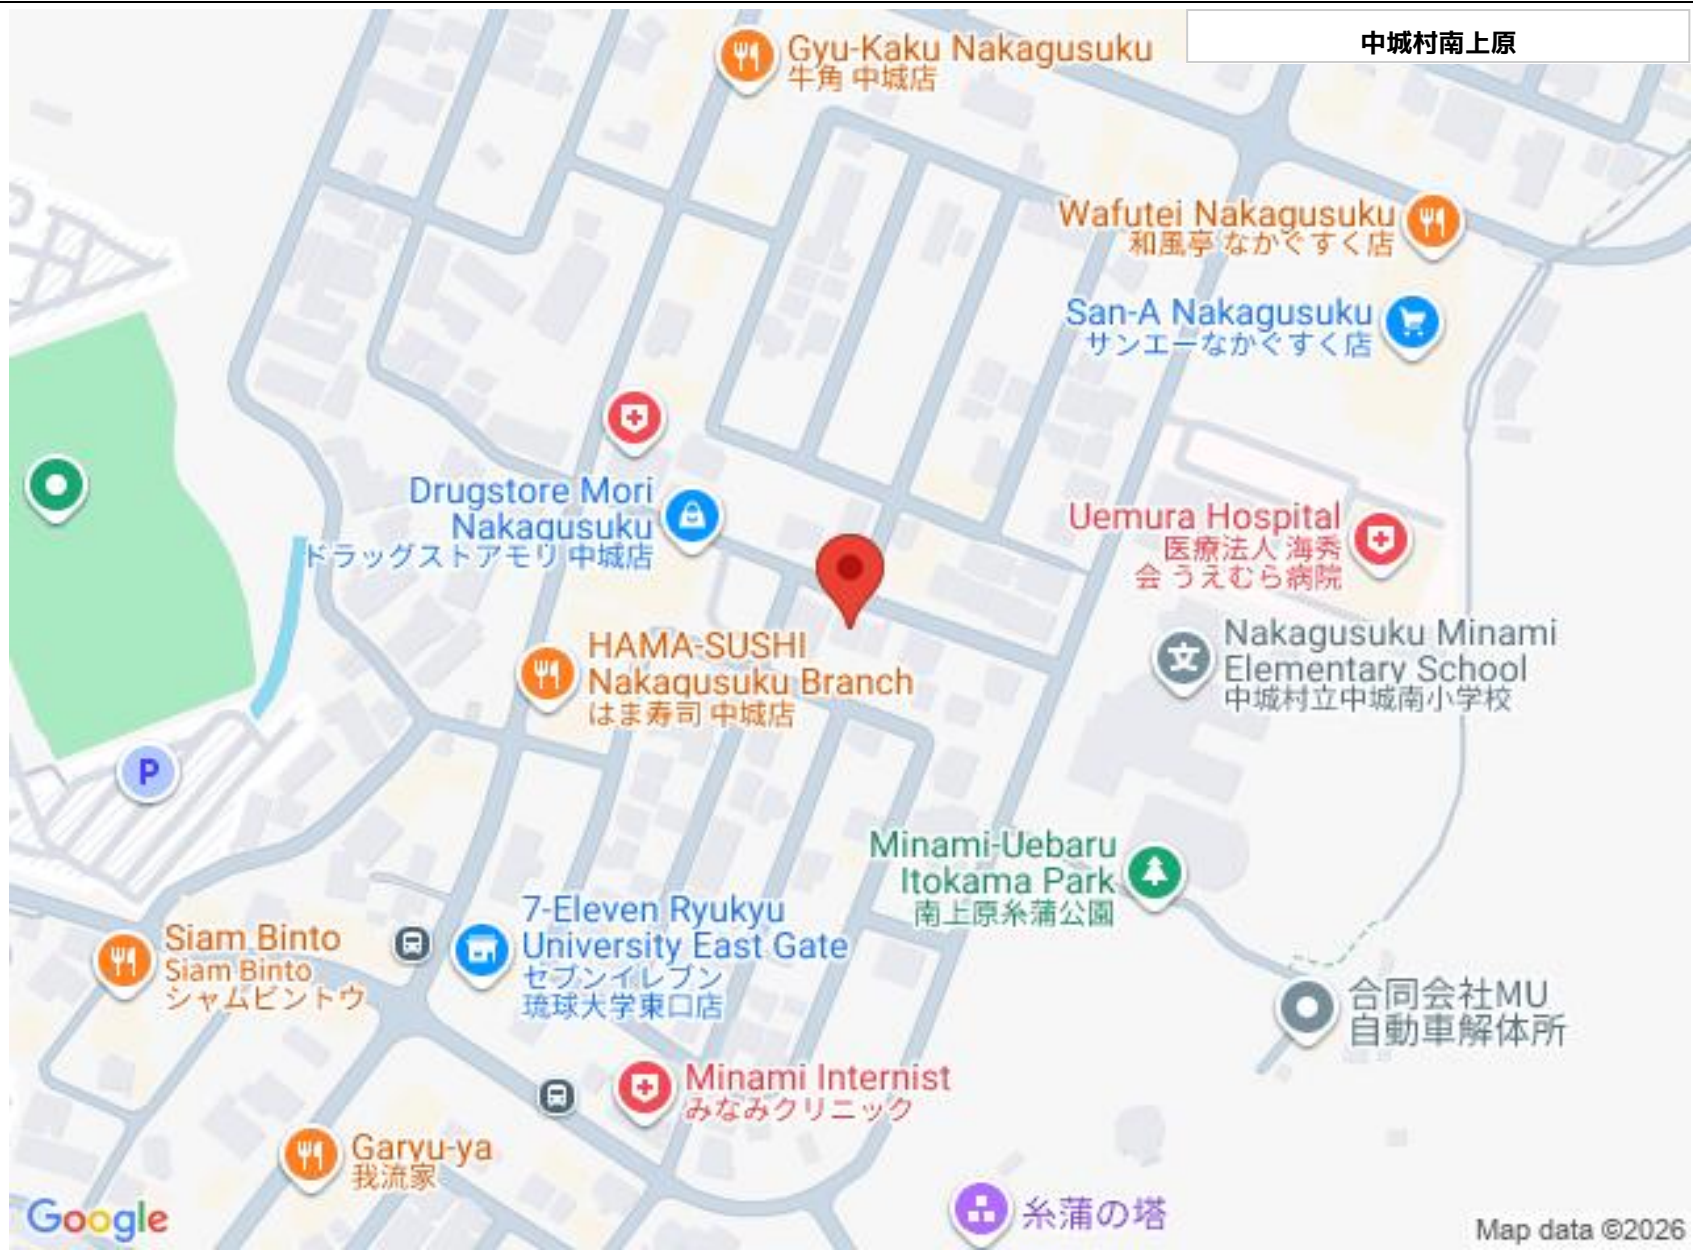 中城村南上原
Gyu-Kaku Nakagusuku
牛角 中城店
Wafutei Nakagusuku
和風亭 なかぐすく店
San-A Nakagusuku
サンエーなかぐすく店
Drugstore Mori
Nakagusuku
ドラッグストアモリ 中城店
Uemura Hospital
医療法人 海秀
会 うえむら病院
HAMA-SUSHI
Nakagusuku Branch
はま寿司 中城店
Nakagusuku Minami
Elementary School
中城村立中城南小学校
文
P
Minami-Uebaru
Itokama Park
南上原糸蒲公園
7-Eleven Ryukyu
University East Gate
セブンイレブン
琉球大学東口店
Siam Binto
Siam Binto
シャムビントウ
合同会社MU
自動車解体所
Minami Internist
みなみクリニック
Garyu-ya
我流家
糸蒲の塔
Google
Map data ©2026